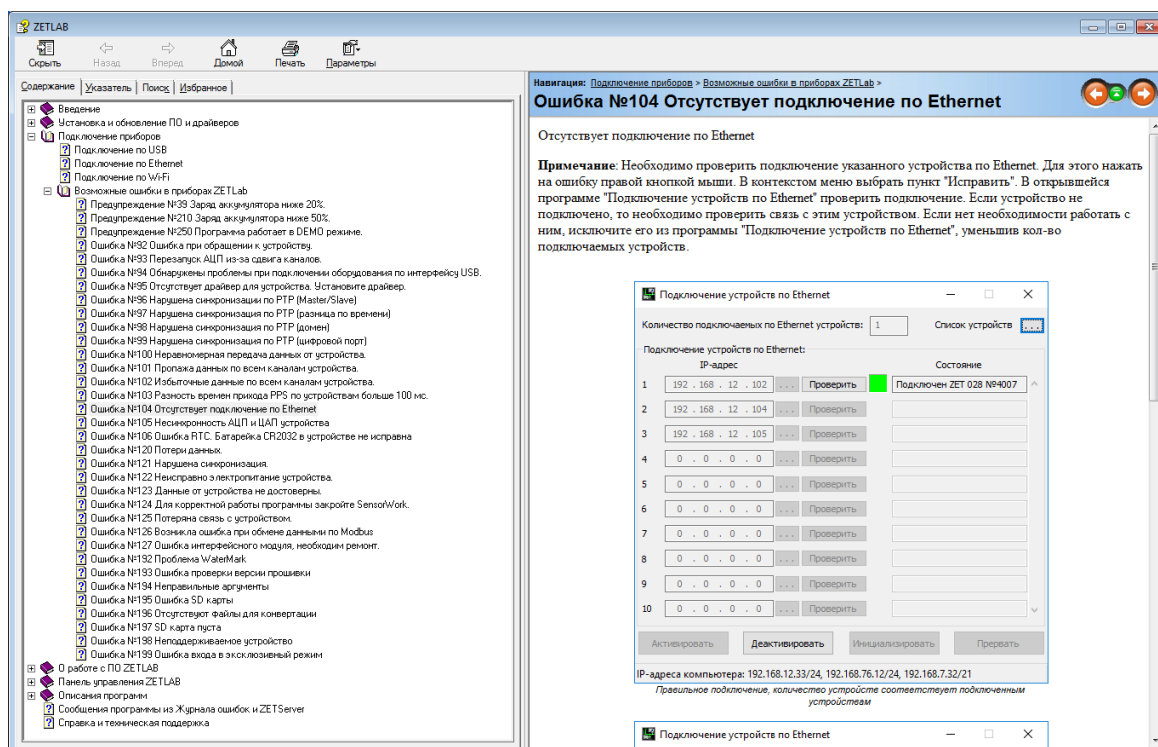 ZETLAB
Скрыть Назад Вперед Домой Печать Параметры
Содержание Указатель Поиск Избранное
Введение
Установка и обновление ПО и драйверов
Подключение приборов
Подключение по USB
Подключение по Ethernet
Подключение по Wi-Fi
Возможные ошибки в приборах ZETLab
Предупреждение №39 Заряд аккумулятора ниже 20%.
Предупреждение №210 Заряд аккумулятора ниже 50%.
Предупреждение №250 Программа работает в DEMO режиме.
Ошибка №92 Ошибка при обращении к устройству.
Ошибка №93 Перезапуск АЦП из-за сдвига каналов.
Ошибка №94 Обнаружены проблемы при подключении оборудования по интерфейсу USB.
Ошибка №95 Отсутствует драйвер для устройства. Установите драйвер.
Ошибка №96 Нарушена синхронизации по PTP (Master/Slave)
Ошибка №97 Нарушена синхронизация по PTP (разница по времени)
Ошибка №98 Нарушена синхронизация по PTP (домен)
Ошибка №99 Нарушена синхронизация по PTP (цифровой порт)
Ошибка №100 Неравномерная передача данных от устройства.
Ошибка №101 Пропажа данных по всем каналам устройства.
Ошибка №102 Избыточные данные по всем каналам устройства.
Ошибка №103 Разность времен прихода PPS по устройствам больше 100 мс.
Ошибка №104 Отсутствует подключение по Ethernet
Ошибка №105 Несинхронность АЦП и ЦАП устройства
Ошибка №106 Ошибка RTC. Батарейка CR2032 в устройстве не исправна
Ошибка №120 Потери данных.
Ошибка №121 Нарушена синхронизация.
Ошибка №122 Неисправно электропитание устройства.
Ошибка №123 Данные от устройства не достоверны.
Ошибка №124 Для корректной работы программы закройте SensorWork.
Ошибка №125 Потеряна связь с устройством.
Ошибка №126 Возникла ошибка при обмене данными по Modbus
Ошибка №127 Ошибка интерфейсного модуля, необходим ремонт.
Ошибка №192 Проблема WaterMark
Ошибка №193 Ошибка проверки версии прошивки
Ошибка №194 Неправильные аргументы
Ошибка №195 Ошибка SD карты
Ошибка №196 Отсутствуют файлы для конвертации
Ошибка №197 SD карта пуста
Ошибка №198 Неподдерживаемое устройство
Ошибка №199 Ошибка входа в эксклюзивный режим
О работе с ПО ZETLAB
Панель управления ZETLAB
Описания программ
Сообщения программы из Журнала ошибок и ZETServer
Справка и техническая поддержка
Навигация: Подключение приборов > Возможные ошибки в приборах ZETLab >
Ошибка №104 Отсутствует подключение по Ethernet
Отсутствует подключение по Ethernet
Примечание: Необходимо проверить подключение указанного устройства по Ethernet. Для этого нажать
на ошибку правой кнопкой мыши. В контекстом меню выбрать пункт "Исправить". В открывшейся
программе "Подключение устройств по Ethernet" проверить подключение. Если устройство не
подключено, то необходимо проверить связь с этим устройством. Если нет необходимости работать с
ним, исключите его из программы "Подключение устройств по Ethernet", уменьшив кол-во
подключаемых устройств.
Подключение устройств по Ethernet
Количество подключаемых по Ethernet устройств: 1 Список устройств ...
Подключение устройств по Ethernet:
IP-адрес Состояние
1 192 . 168 . 12 . 102 ... Проверить Подключен ZET 028 №4007
2 192 . 168 . 12 . 104 ... Проверить
3 192 . 168 . 12 . 105 ... Проверить
4 0 . 0 . 0 . 0 ... Проверить
5 0 . 0 . 0 . 0 ... Проверить
6 0 . 0 . 0 . 0 ... Проверить
7 0 . 0 . 0 . 0 ... Проверить
8 0 . 0 . 0 . 0 ... Проверить
9 0 . 0 . 0 . 0 ... Проверить
10 0 . 0 . 0 . 0 ... Проверить
Активировать Деактивировать Инициализировать Прервать
IP-адреса компьютера: 192.168.12.33/24, 192.168.76.12/24, 192.168.7.32/21
Правильное подключение, количество устройств соответствует подключенным
устройствам
Подключение устройств по Ethernet